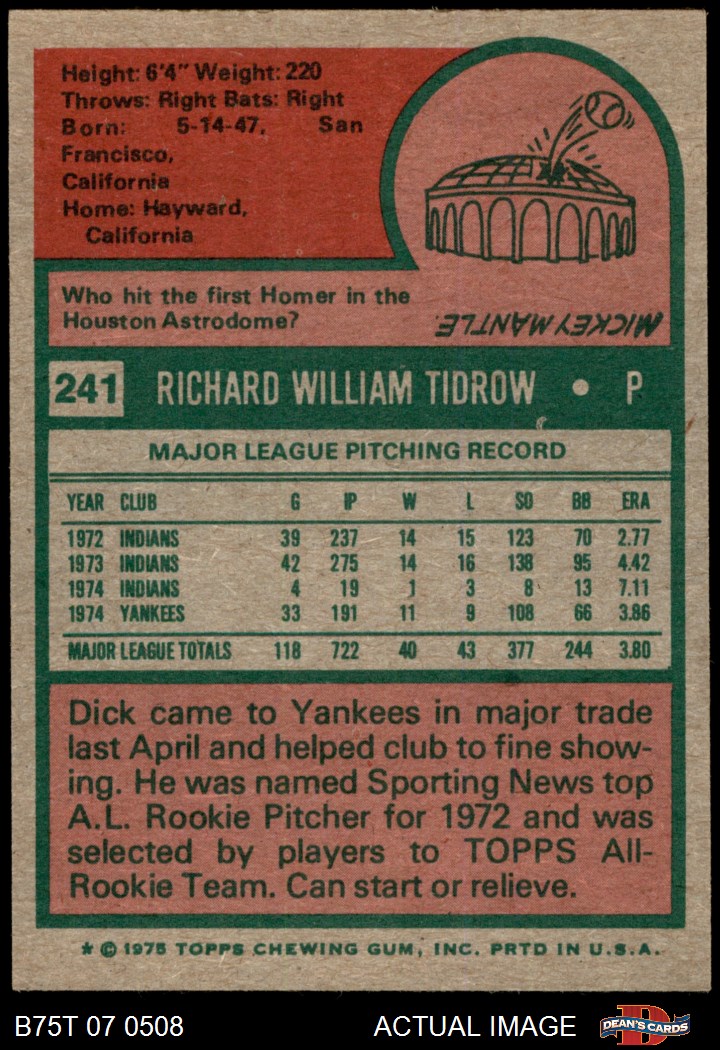 Height: 6'4" Weight: 220
Throws: Right Bats: Right
Born: 5-14-47, San
Francisco,
California
Home: Hayward,
California
Who hit the first Homer in the
Houston Astrodome?
MICKEY MANTLE.
241 RICHARD WILLIAM TIDROW • P
MAJOR LEAGUE PITCHING RECORD
YEAR CLUB G IP W L SO BB ERA
1972 INDIANS 39 237 14 15 123 70 2.77
1973 INDIANS 42 275 14 16 138 95 4.42
1974 INDIANS 4 19 1 3 8 13 7.11
1974 YANKEES 33 191 11 9 108 66 3.86
MAJOR LEAGUE TOTALS 118 722 40 43 377 244 3.80
Dick came to Yankees in major trade
last April and helped club to fine show-
ing. He was named Sporting News top
A.L. Rookie Pitcher for 1972 and was
selected by players to TOPPS All-
Rookie Team. Can start or relieve.
* © 1975 TOPPS CHEWING GUM, INC. PRTD IN U.S.A.
B75T 07 0508 ACTUAL IMAGE D DEAN'S CARDS